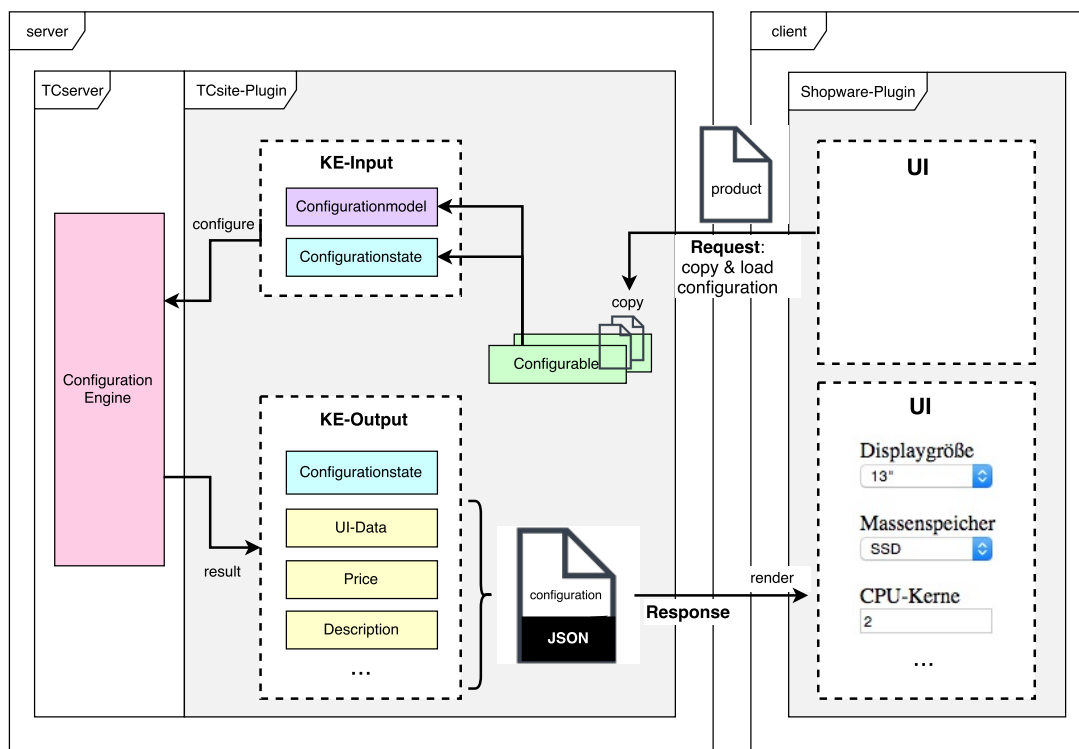 server
client
TCserver
TCsite-Plugin
Shopware-Plugin
KE-Input
Configurationmodel
Configurationstate
configure
product
Request:
copy & load
configuration
copy
Configurable
UI
Configuration
Engine
KE-Output
Configurationstate
UI-Data
Price
Description
...
result
configuration
JSON
Response
render
UI
Displaygröße
13"
Massenspeicher
SSD
CPU-Kerne
2
...